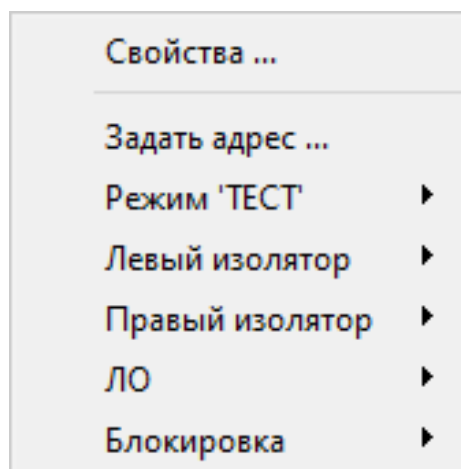 Свойства ...
Задать адрес ...
Режим 'ТЕСТ'
Левый изолятор
Правый изолятор
ЛО
Блокировка